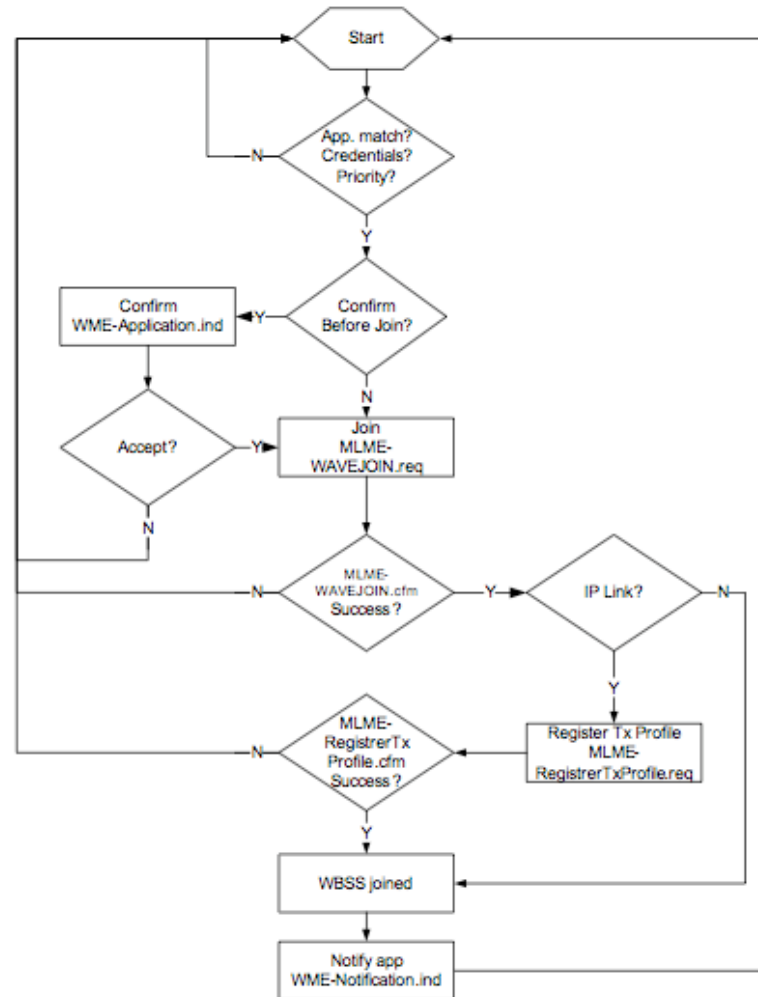 Start
App. match?
Credentials?
Priority?
N
Y
Confirm
Before Join?
Y
N
Confirm
WME-Application.ind
Accept?
Y
N
Join
MLME-
WAVEJOIN.req
MLME-
WAVEJOIN.cfm
Success?
N
Y
IP Link?
N
Y
Register Tx Profile
MLME-
RegistrerTxProfile.req
MLME-
RegistrerTx
Profile.cfm
Success?
N
Y
WBSS joined
Notify app
WME-Notification.ind